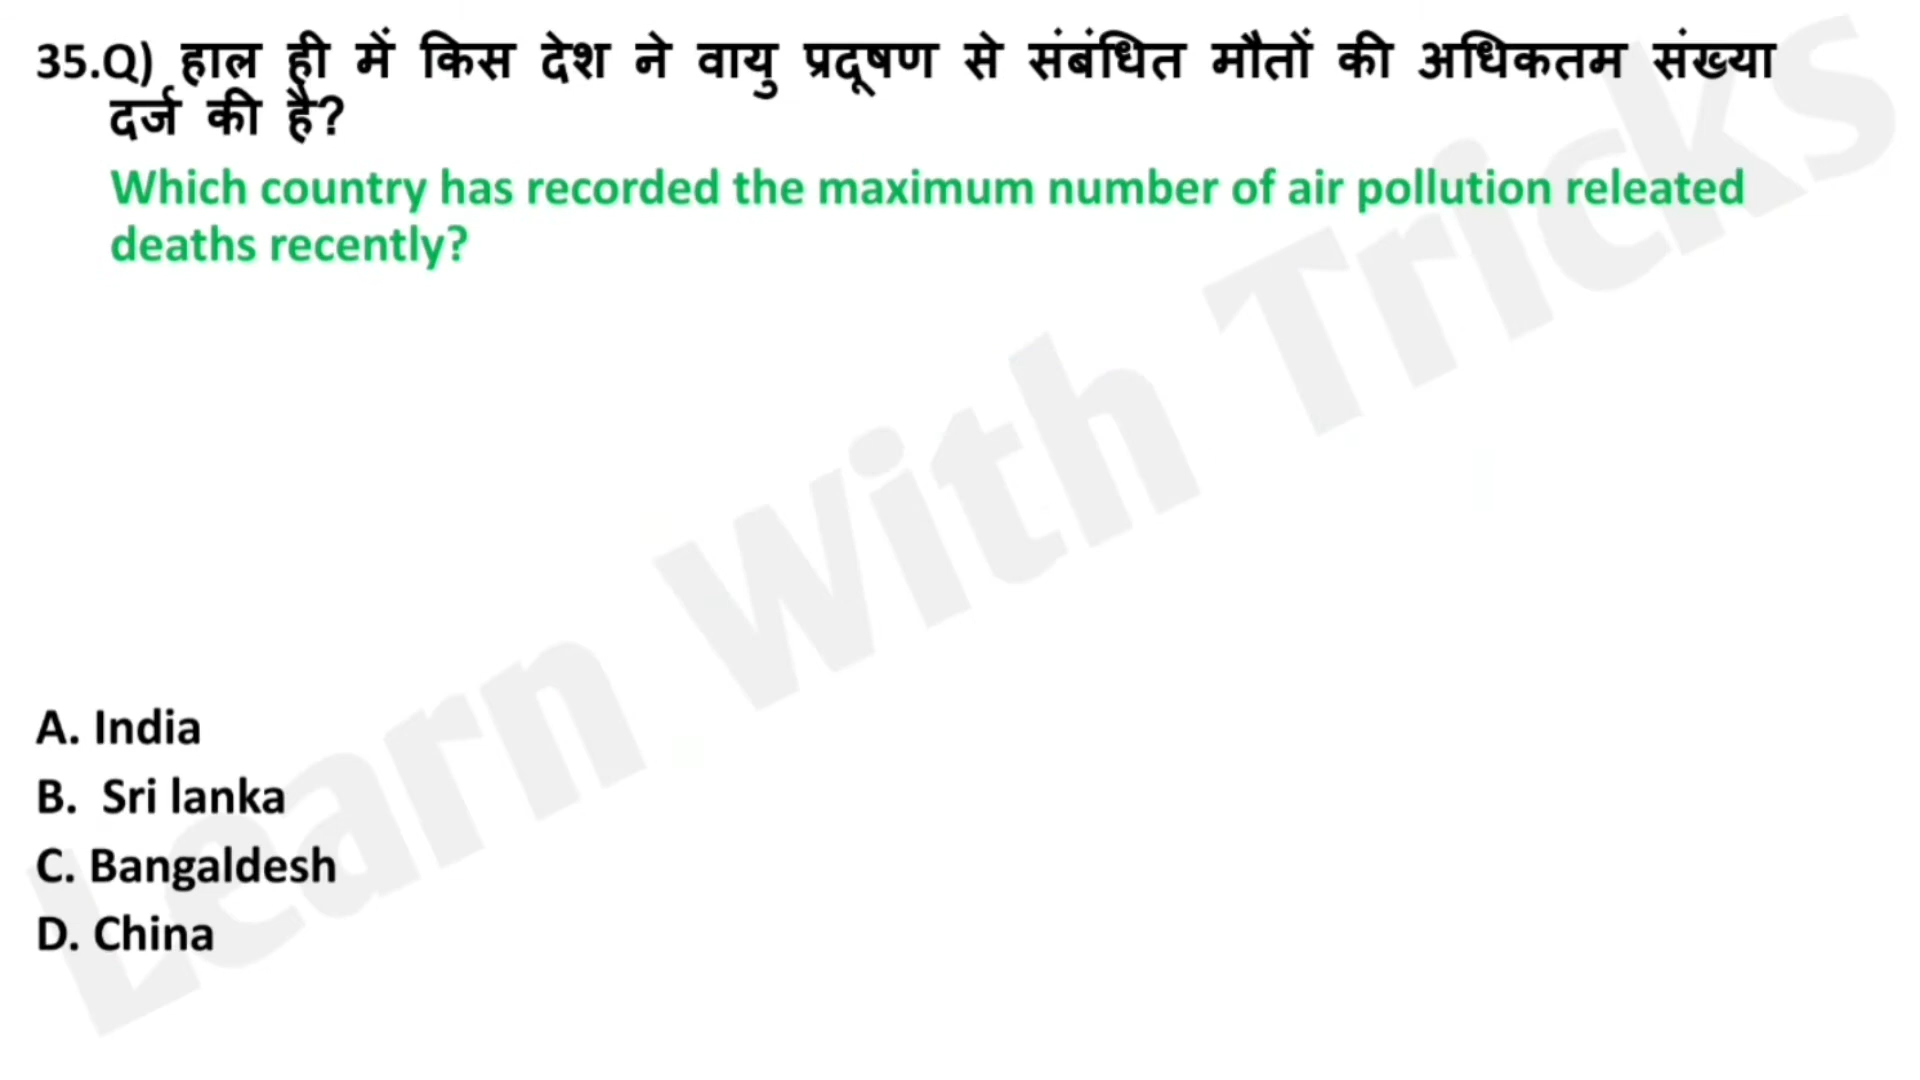 35.Q) हाल ही में किस देश ने वायु प्रदूषण से संबंधित मौतों की अधिकतम संख्या
दर्ज की है?
Which country has recorded the maximum number of air pollution releated
deaths recently?
Learn With Tricks
A. India
B. Sri lanka
C. Bangaldesh
D. China